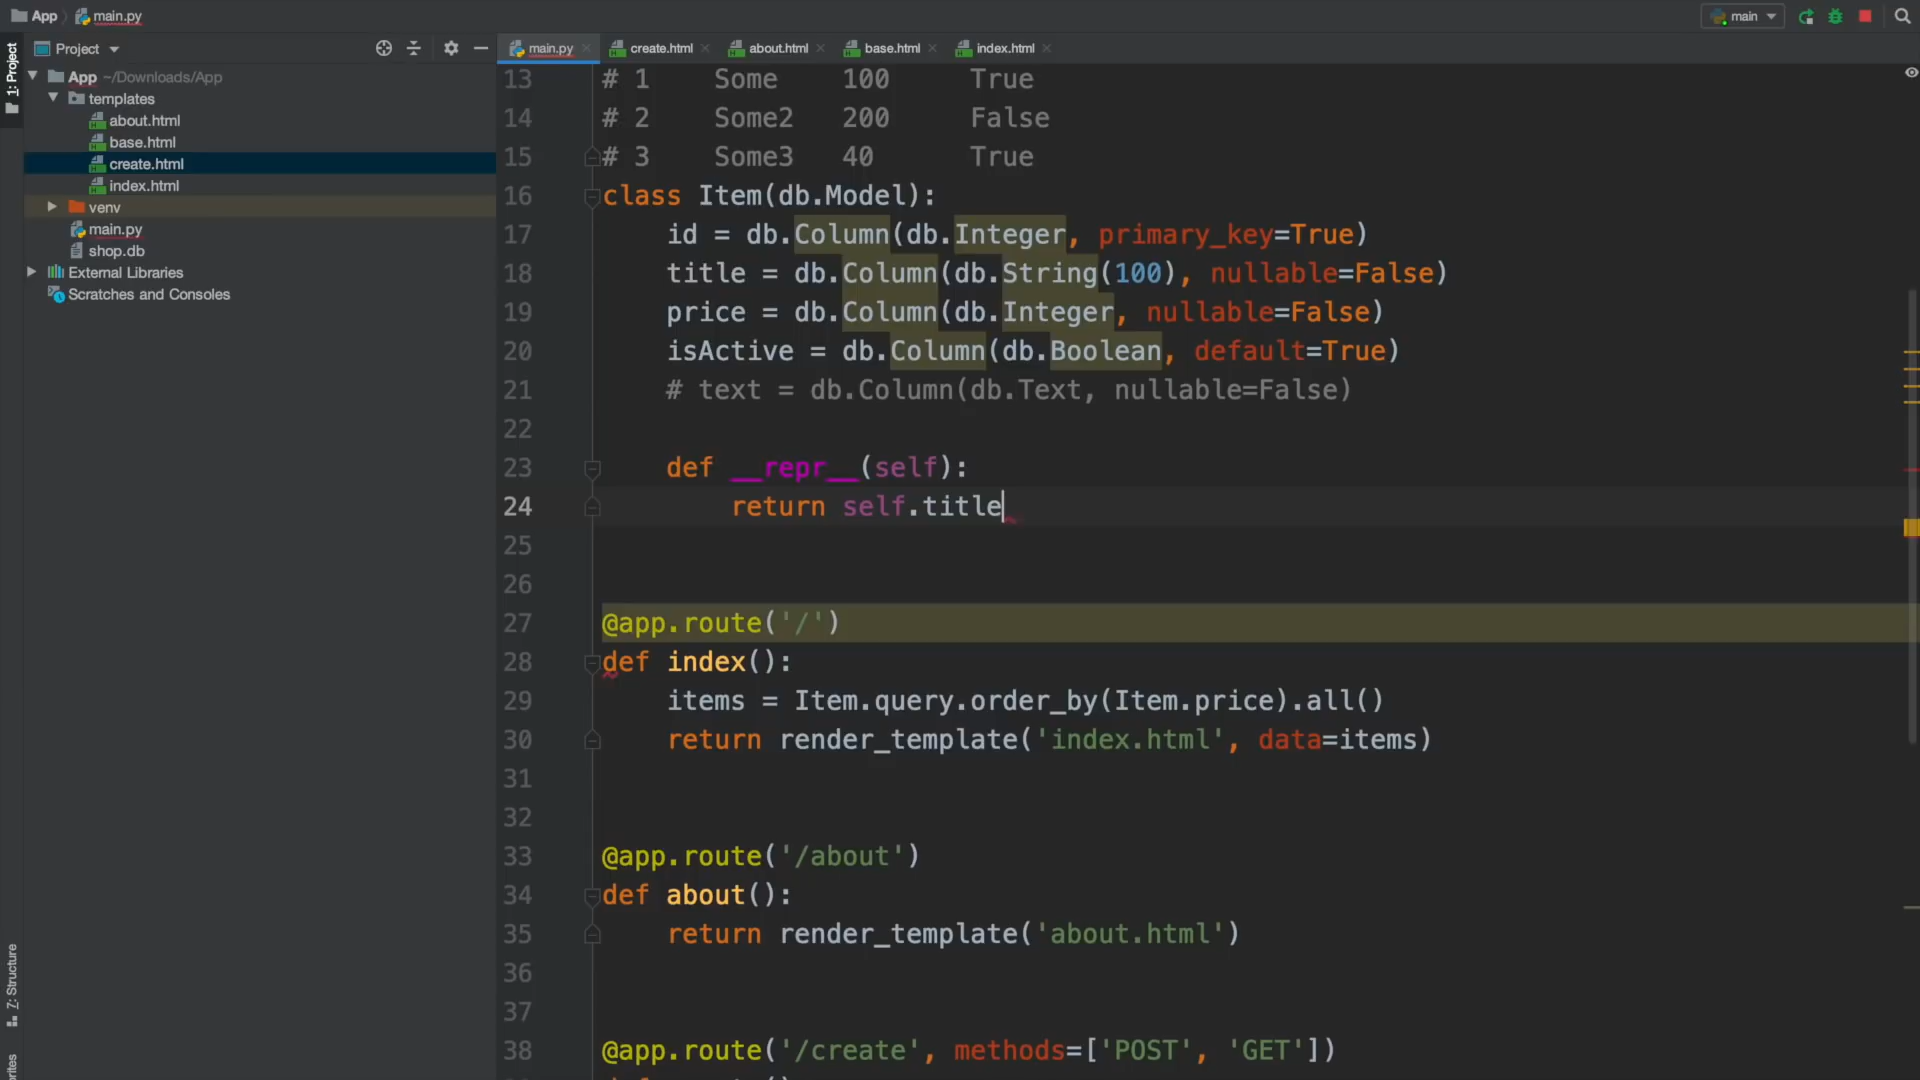 App main.py main
Project
main.py create.html about.html base.html index.html
1: Project
App ~/Downloads/App
templates
about.html
base.html
create.html
index.html
venv
main.py
shop.db
External Libraries
Scratches and Consoles
Z: Structure
13 # 1 Some 100 True
14 # 2 Some2 200 False
15 # 3 Some3 40 True
16 class Item(db.Model):
17 id = db.Column(db.Integer, primary_key=True)
18 title = db.Column(db.String(100), nullable=False)
19 price = db.Column(db.Integer, nullable=False)
20 isActive = db.Column(db.Boolean, default=True)
21 # text = db.Column(db.Text, nullable=False)
22
23 def __repr__(self):
24 return self.title
25
26
27 @app.route('/')
28 def index():
29 items = Item.query.order_by(Item.price).all()
30 return render_template('index.html', data=items)
31
32
33 @app.route('/about')
34 def about():
35 return render_template('about.html')
36
37
38 @app.route('/create', methods=['POST', 'GET'])